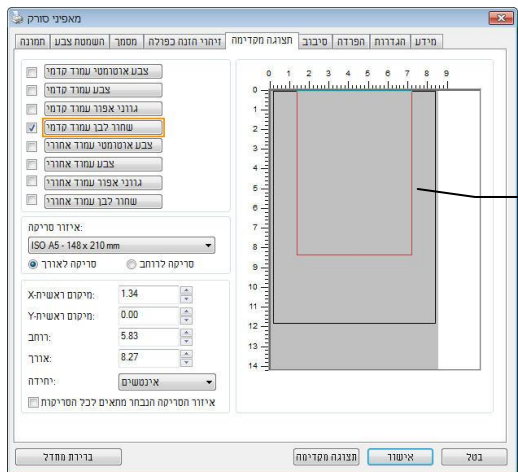 מאפיני סורק
תמונה השמטת צבע מסמך זיהוי הזנה כפולה תצוגה מקדימה סיבוב הפרדה הגדרות מידע
צבע אוטומטי עמוד קדמי
צבע עמוד קדמי
גרוני אפור עמוד קדמי
שחור לבן עמוד קדמי
צבע אוטומטי עמוד אחורי
צבע עמוד אחורי
גרוני אפור עמוד אחורי
שחור לבן עמוד אחורי
איזור סריקה:
ISO A5 - 148 x 210 mm
סריקה לאורך סריקה לרוחב
מיקום ראשית-X: 1.34
מיקום ראשית-Y: 0.00
רוחב: 5.83
אורך: 8.27
יחידה: אינטשים
איזור הסריקה הנבחר מתאים לכל הסריקות
0 1 2 3 4 5 6 7 8 9
0
1
2
3
4
5
6
7
8
9
10
11
12
13
14
ברירת מחדל תצוגה מקדימה אישור בטל